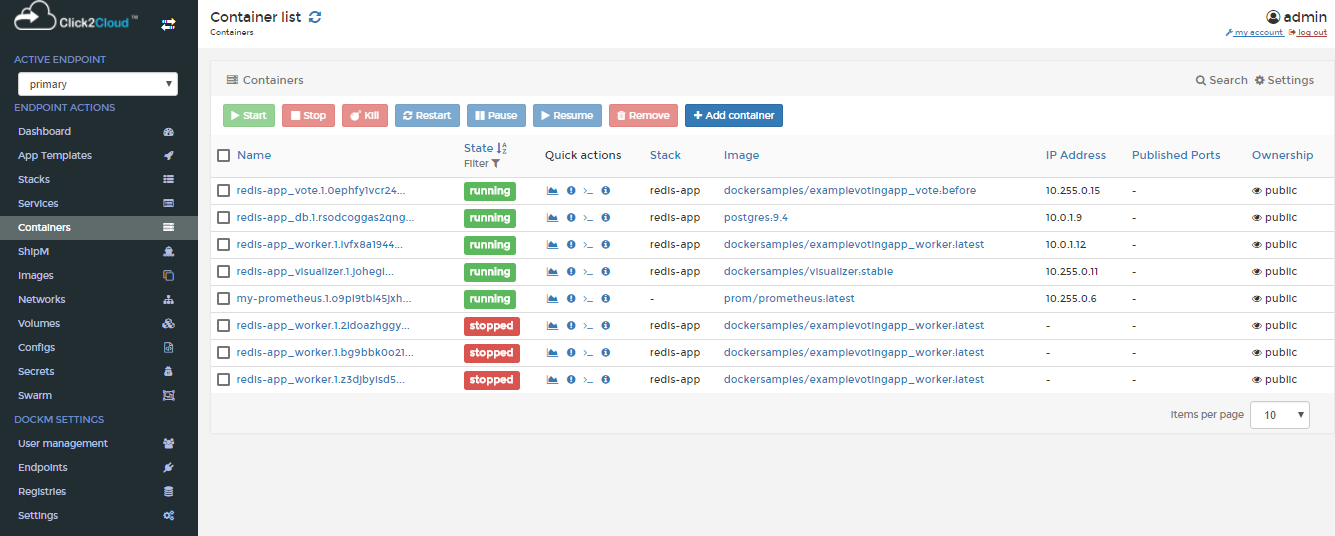 Click2Cloud ™
Container list
Containers
admin
my account log out
ACTIVE ENDPOINT
primary
ENDPOINT ACTIONS
Dashboard
App Templates
Stacks
Services
Containers
ShipM
Images
Networks
Volumes
Configs
Secrets
Swarm
DOCKM SETTINGS
User management
Endpoints
Registries
Settings
Containers
Search Settings
Start Stop Kill Restart Pause Resume Remove Add container
Name State Filter Quick actions Stack Image IP Address Published Ports Ownership
redis-app_vote.1.0ephfy1vcr24... running redis-app dockersamples/examplevotingapp_vote:before 10.255.0.15 - public
redis-app_db.1.rsodcoggas2qng... running redis-app postgres:9.4 10.0.1.9 - public
redis-app_worker.1.ivfx8a1944... running redis-app dockersamples/examplevotingapp_worker:latest 10.0.1.12 - public
redis-app_visualizer.1.johegi... running redis-app dockersamples/visualizer:stable 10.255.0.11 - public
my-prometheus.1.o9pi9tbl45jxh... running - prom/prometheus:latest 10.255.0.6 - public
redis-app_worker.1.2ldoazhggy... stopped redis-app dockersamples/examplevotingapp_worker:latest - - public
redis-app_worker.1.bg9bbk0o21... stopped redis-app dockersamples/examplevotingapp_worker:latest - - public
redis-app_worker.1.z3djbyisd5... stopped redis-app dockersamples/examplevotingapp_worker:latest - - public
Items per page 10